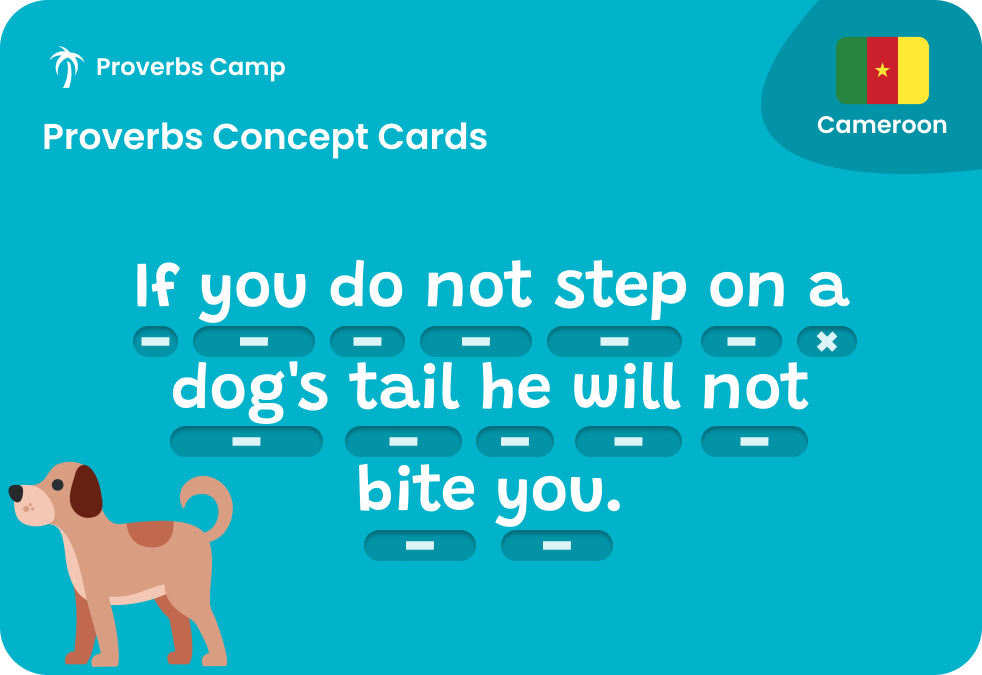 Proverbs Camp
Cameroon
Proverbs Concept Cards
If you do not step on a
dog's tail he will not
bite you.